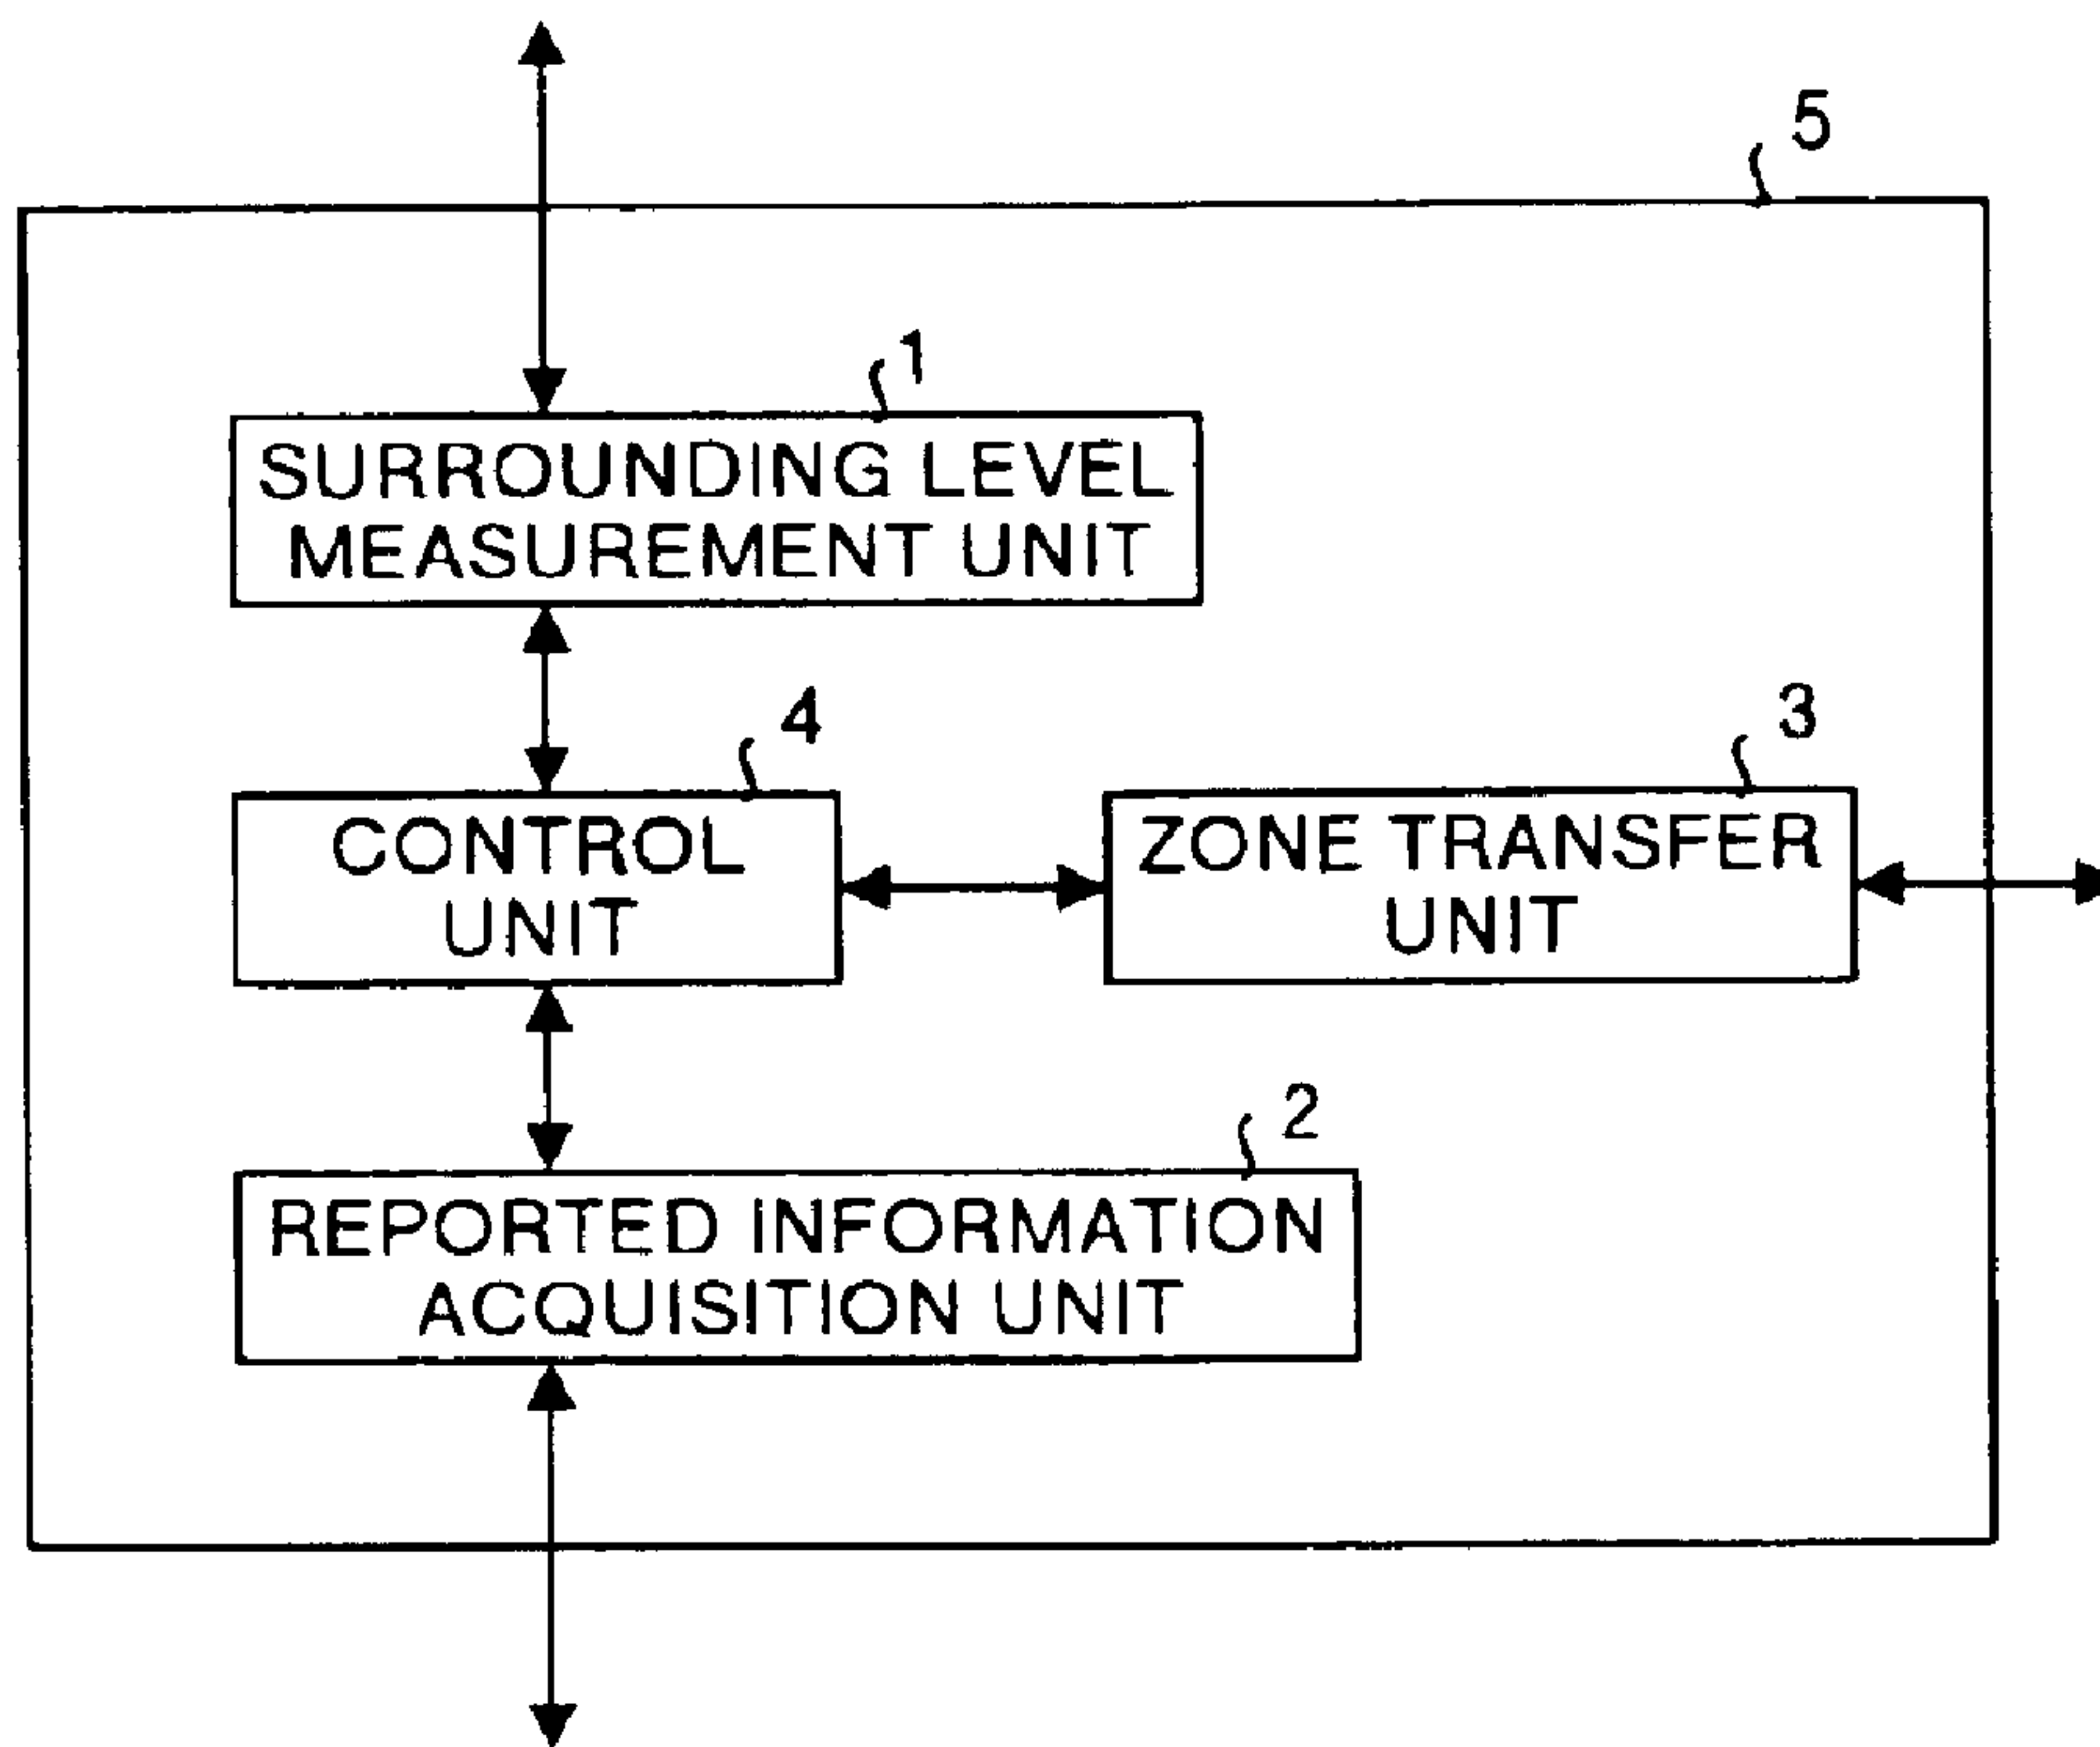 5
1
SURROUNDING LEVEL
MEASUREMENT UNIT
4
CONTROL
UNIT
3
ZONE TRANSFER
UNIT
2
REPORTED INFORMATION
ACQUISITION UNIT